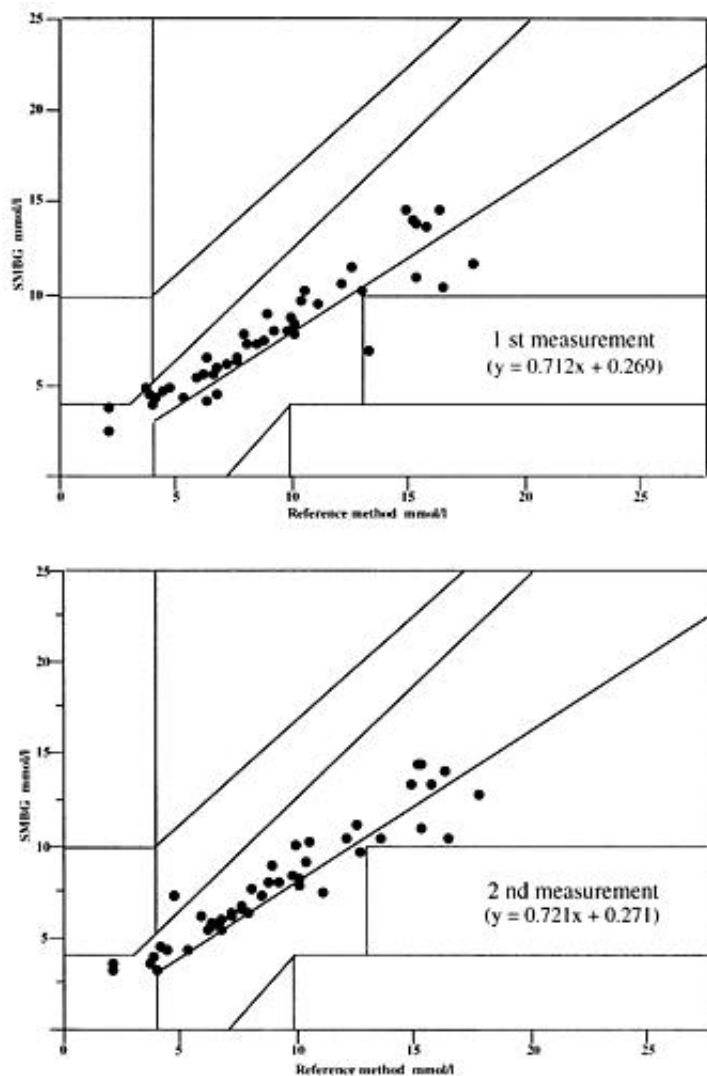 25
20
15
10
5
0
SMBG mmol/l
1 st measurement
(y = 0.712x + 0.269)
0 5 10 15 20 25
Reference method mmol/l
25
20
15
10
5
0
SMBG mmol/l
2 nd measurement
(y = 0.721x + 0.271)
0 5 10 15 20 25
Reference method mmol/l